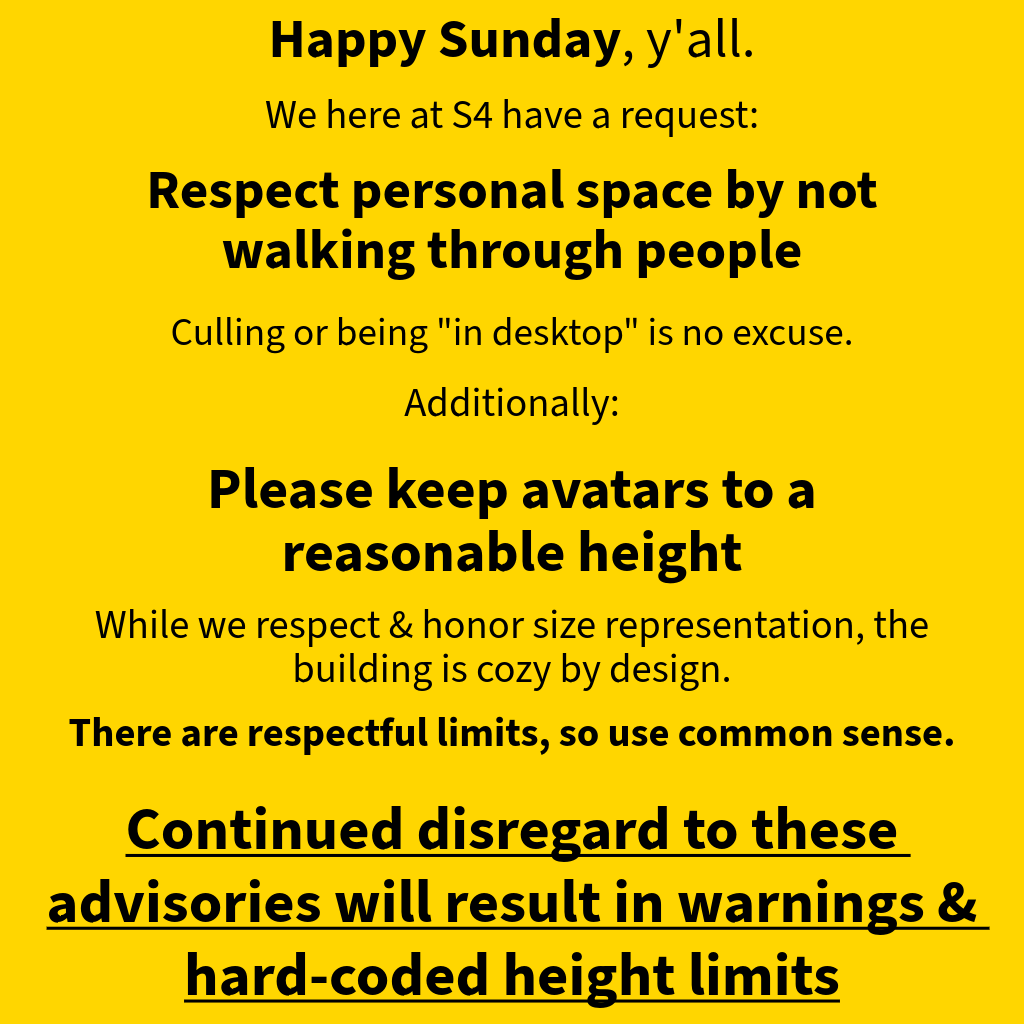 Happy Sunday, y'all.
We here at S4 have a request:
Respect personal space by not
walking through people
Culling or being "in desktop" is no excuse.
Additionally:
Please keep avatars to a
reasonable height
While we respect & honor size representation, the
building is cozy by design.
There are respectful limits, so use common sense.
Continued disregard to these
advisories will result in warnings &
hard-coded height limits